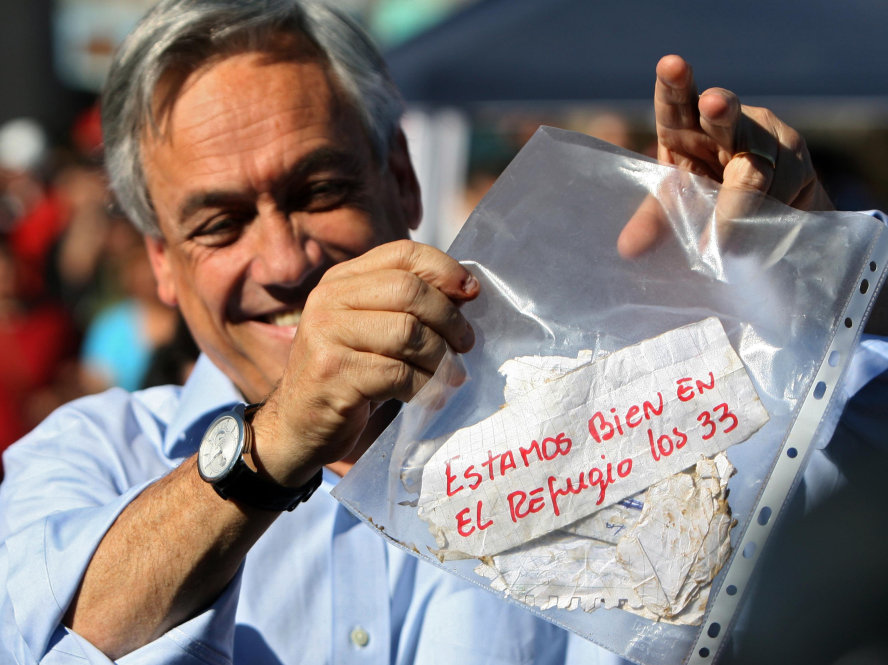 ESTAMOS BIEN EN
EL REFUGIO los 33